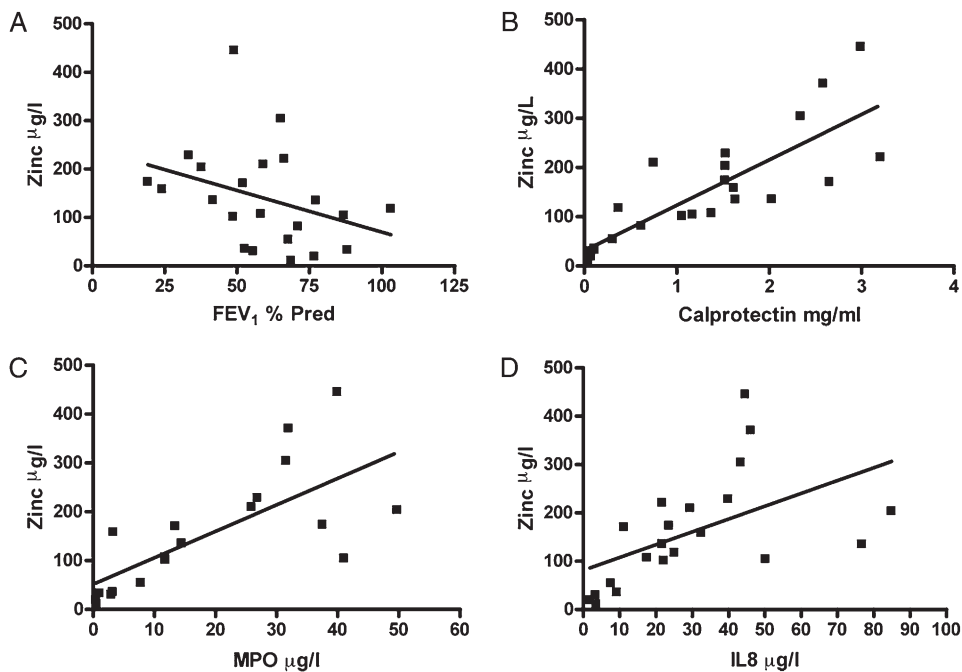 A
500
400
300
200
100
0
Zinc µg/l
0 25 50 75 100 125
FEV1 % Pred
B
500
400
300
200
100
0
Zinc µg/L
0 1 2 3 4
Calprotectin mg/ml
C
500
400
300
200
100
0
Zinc µg/l
0 10 20 30 40 50 60
MPO µg/l
D
500
400
300
200
100
0
Zinc µg/l
0 10 20 30 40 50 60 70 80 90 100
IL8 µg/l